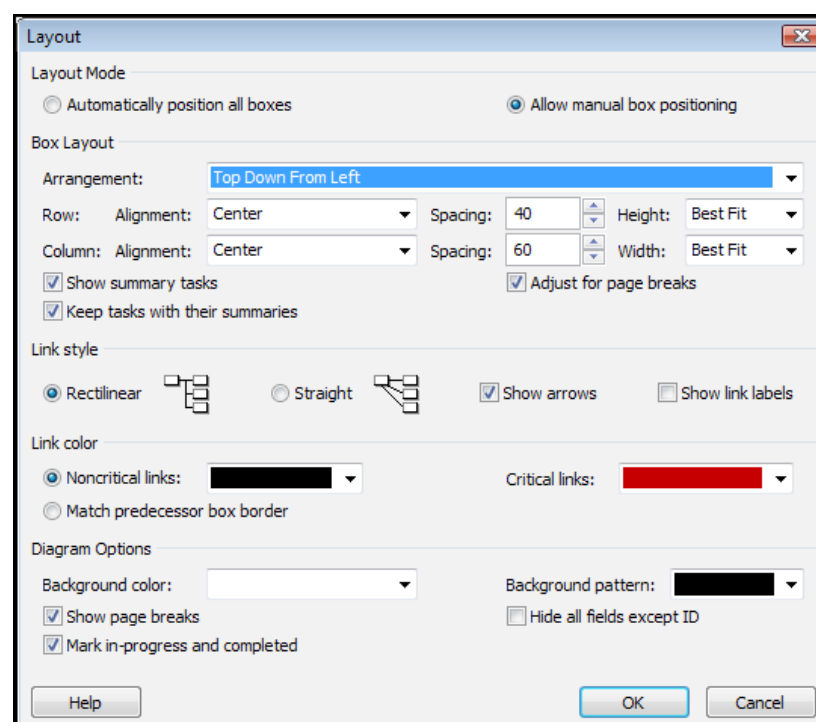 Layout
Layout Mode
Automatically position all boxes Allow manual box positioning
Box Layout
Arrangement: Top Down From Left
Row: Alignment: Center Spacing: 40 Height: Best Fit
Column: Alignment: Center Spacing: 60 Width: Best Fit
Show summary tasks Adjust for page breaks
Keep tasks with their summaries
Link style
Rectilinear Straight Show arrows Show link labels
Link color
Noncritical links: Critical links:
Match predecessor box border
Diagram Options
Background color: Background pattern:
Show page breaks Hide all fields except ID
Mark in-progress and completed
Help OK Cancel